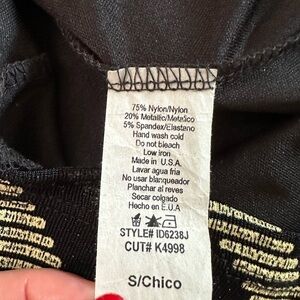 75% Nylon/Nylon
20% Metallic/Metalico
5% Spandex/Elastano
Hand wash cold
Do not bleach
Low iron
Made in U.S.A.
Lavar agua fria
No usar blanqueador
Planchar al reves
Secar colgado
Hecho en E.U.A
STYLE# ID6238J
CUT# K4998
S/Chico